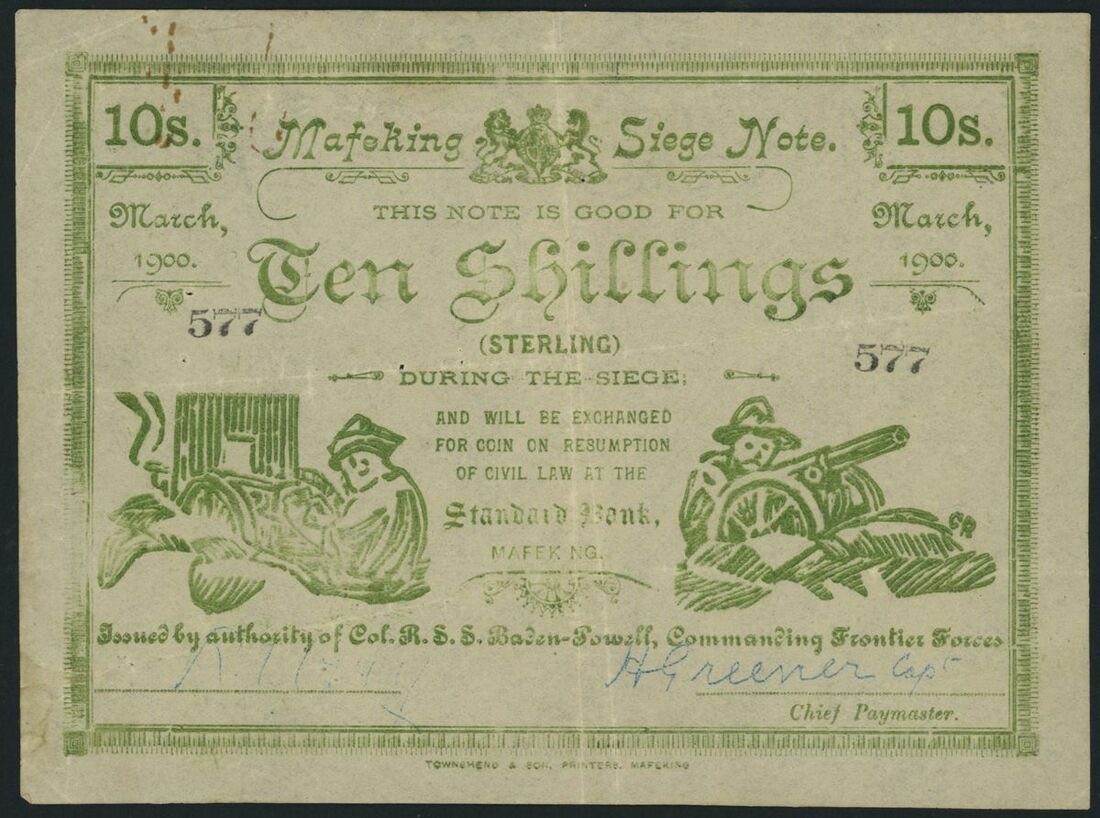 10s. Mafeking Siege Note. 10s.
March, 1900. March, 1900.
THIS NOTE IS GOOD FOR
Ten Shillings
577
(STERLING)
577
DURING THE SIEGE;
AND WILL BE EXCHANGED
FOR COIN ON RESUMPTION
OF CIVIL LAW AT THE
Standard Bank,
MAFEKING.
Issued by authority of Col. R. S. S. Baden-Powell, Commanding Frontier Forces
H Greener Capt
Chief Paymaster.
TOWNSHEND & SON, PRINTERS, MAFEKING